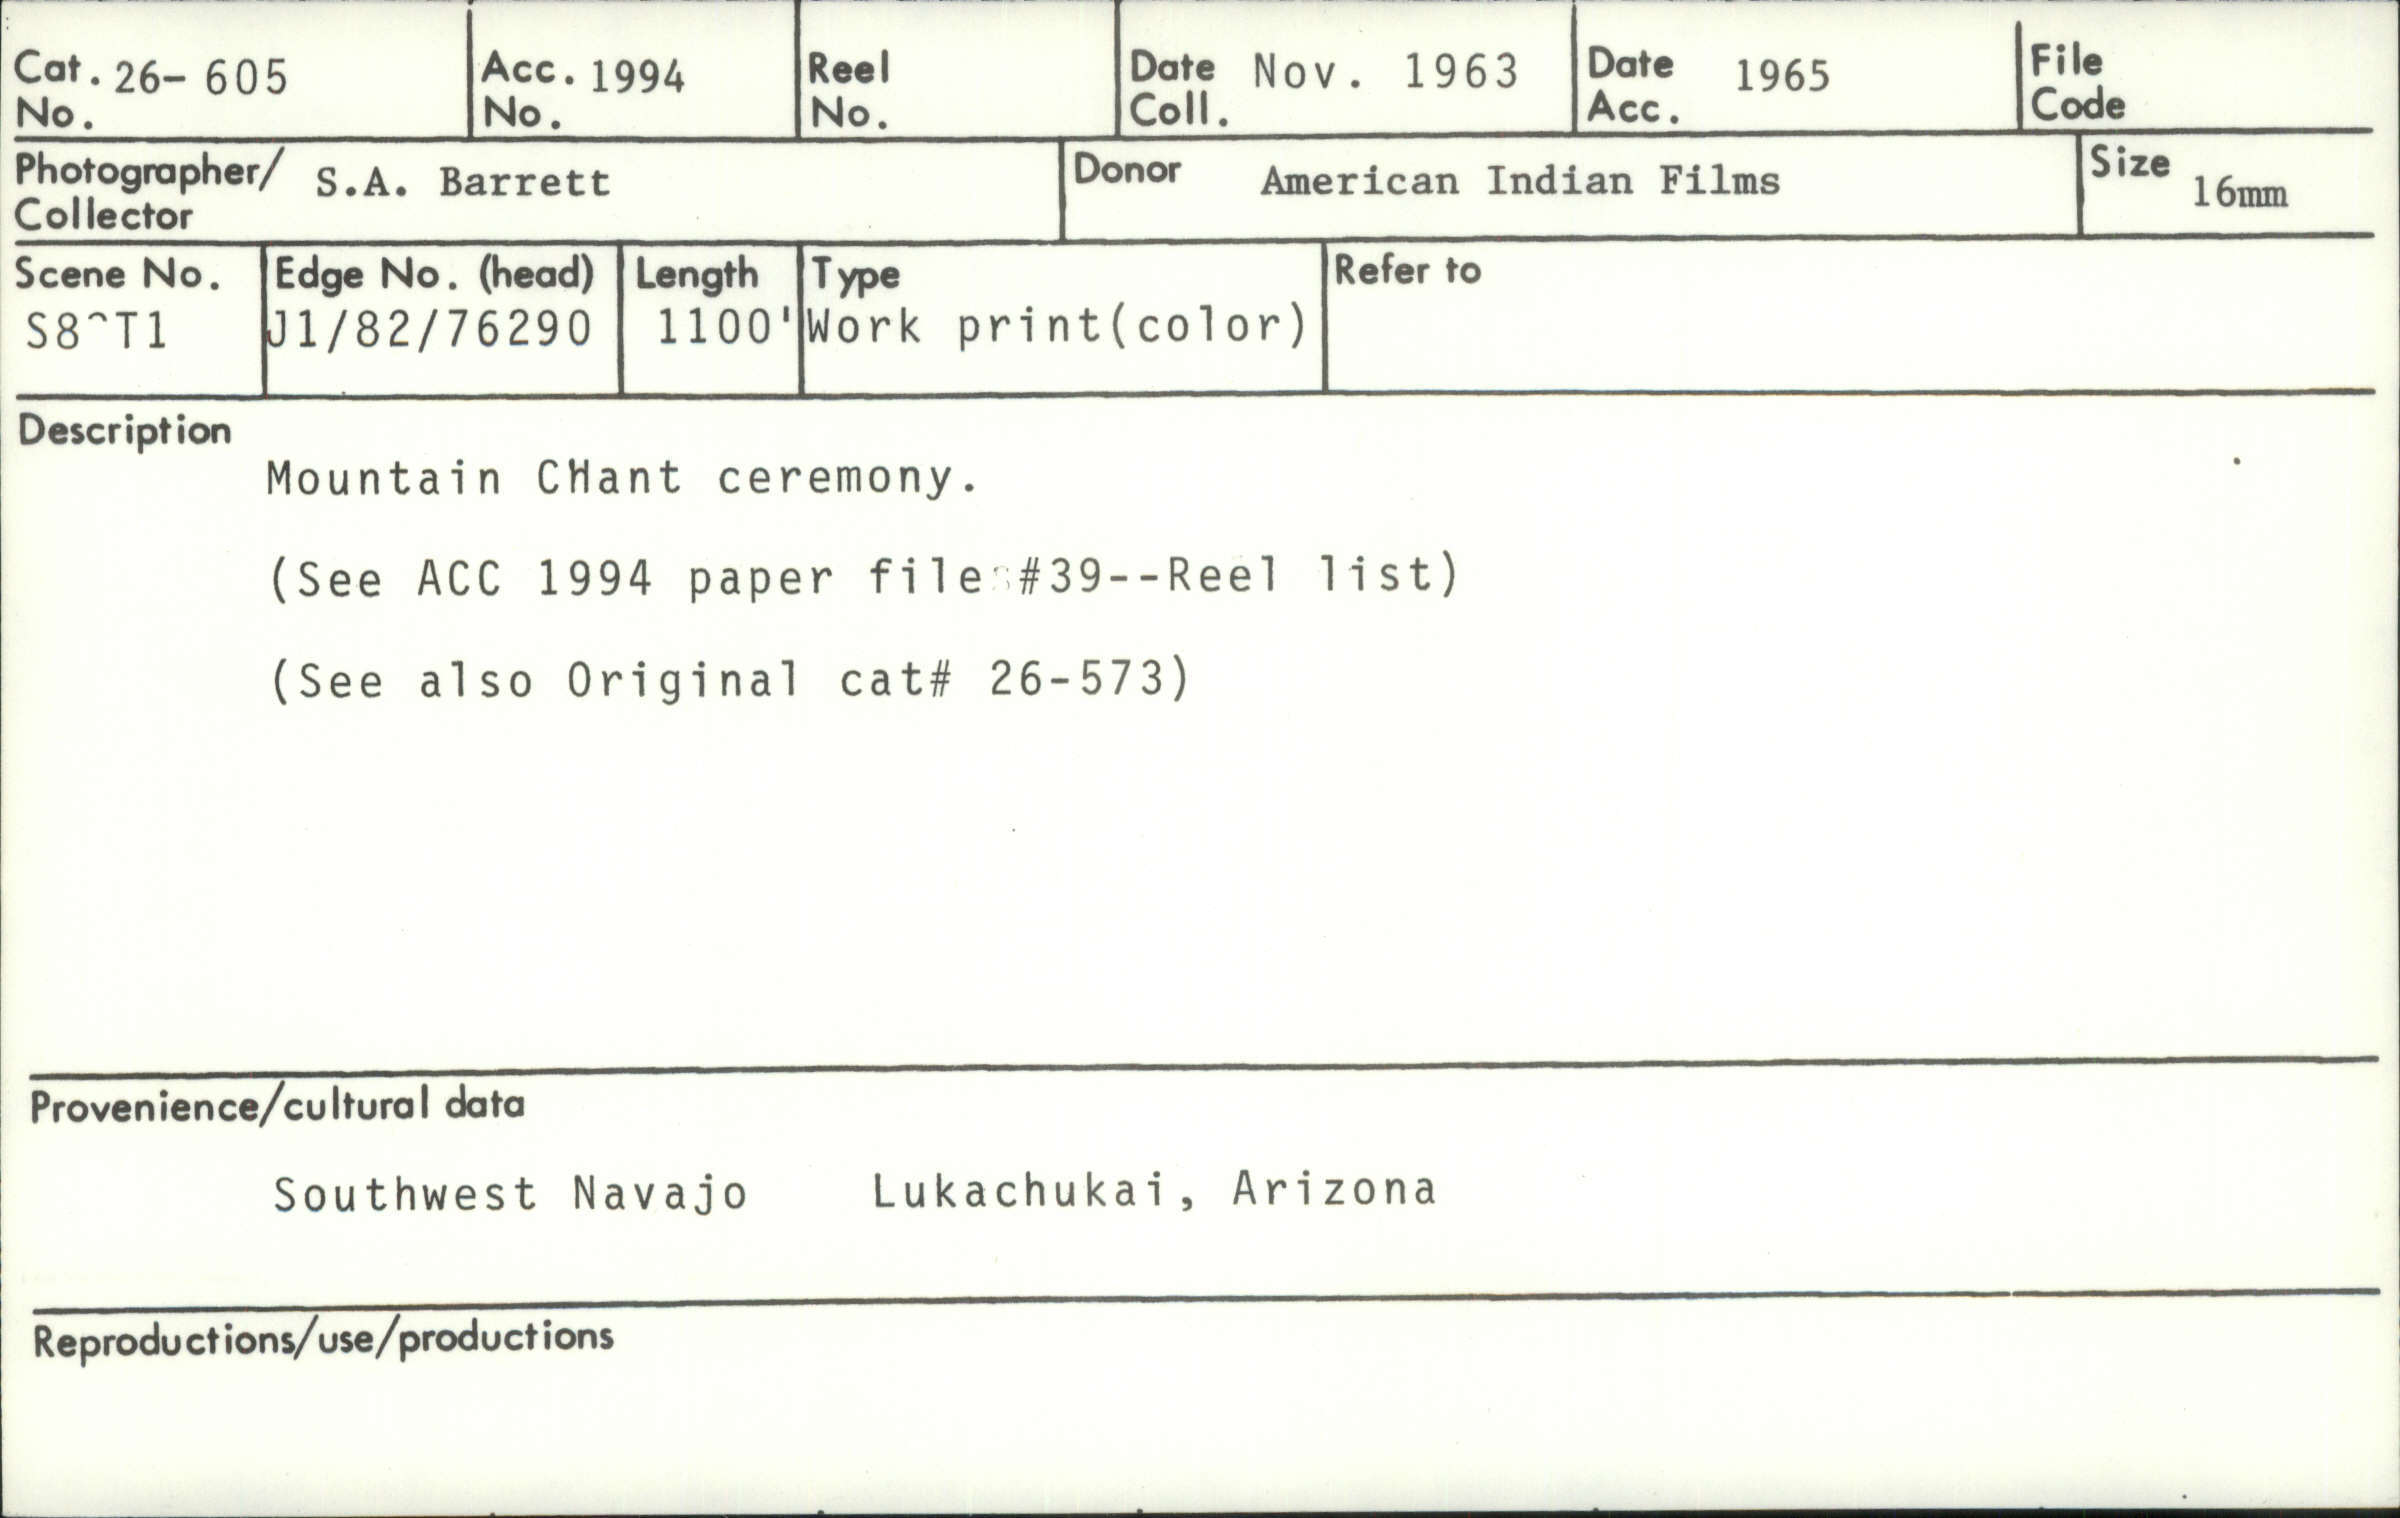 Cat. No. 26- 605
Acc. No. 1994
Reel No.
Date Coll. Nov. 1963
Date Acc. 1965
File Code
Photographer/ Collector S.A. Barrett
Donor American Indian Films
Size 16mm
Scene No. S8^T1
Edge No. (head) J1/82/76290
Length 1100'
Type Work print(color)
Refer to
Description
Mountain CHant ceremony.
(See ACC 1994 paper file #39--Reel list)
(See also Original cat# 26-573)
Provenience/cultural data
Southwest Navajo Lukachukai, Arizona
Reproductions/use/productions